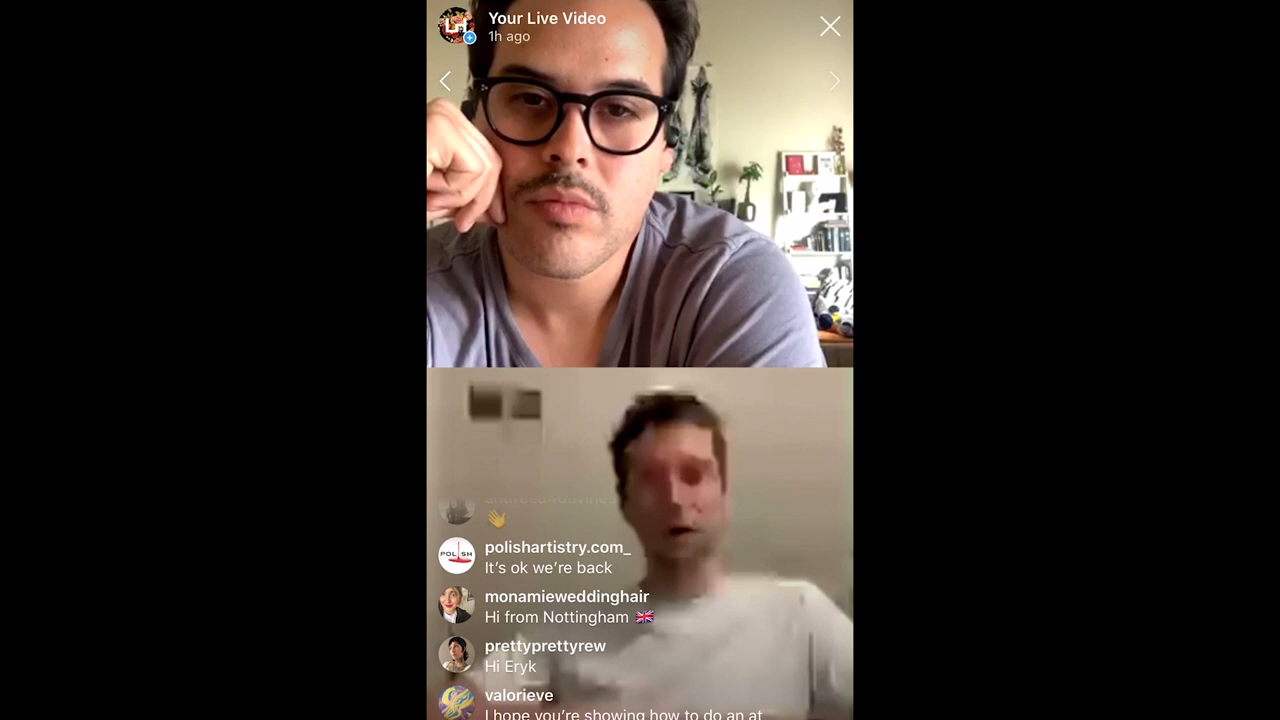 Your Live Video
1h ago
👋
polishartistry.com_
It’s ok we’re back
monamieweddinghair
Hi from Nottingham 🇬🇧
prettyprettyrew
Hi Eryk
valorieve
I hope you’re showing how to do an at
POLISH